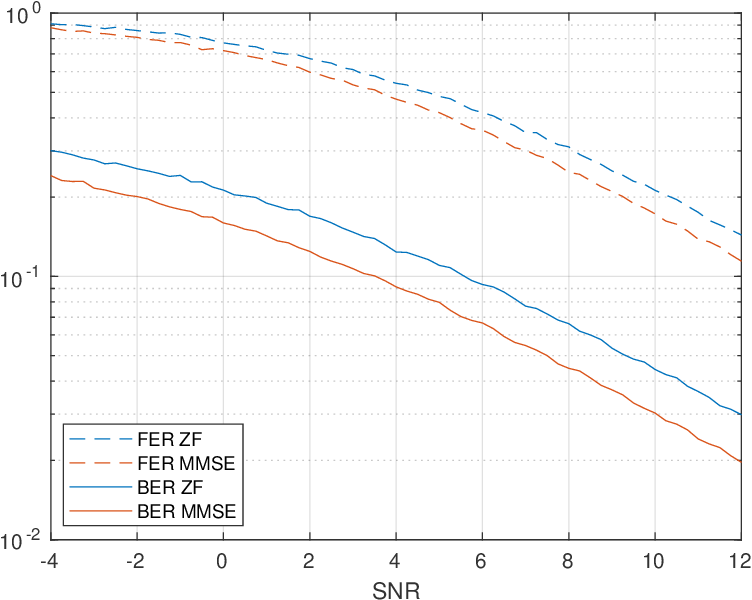 10^0
10^-1
10^-2
FER ZF
FER MMSE
BER ZF
BER MMSE
-4 -2 0 2 4 6 8 10 12
SNR